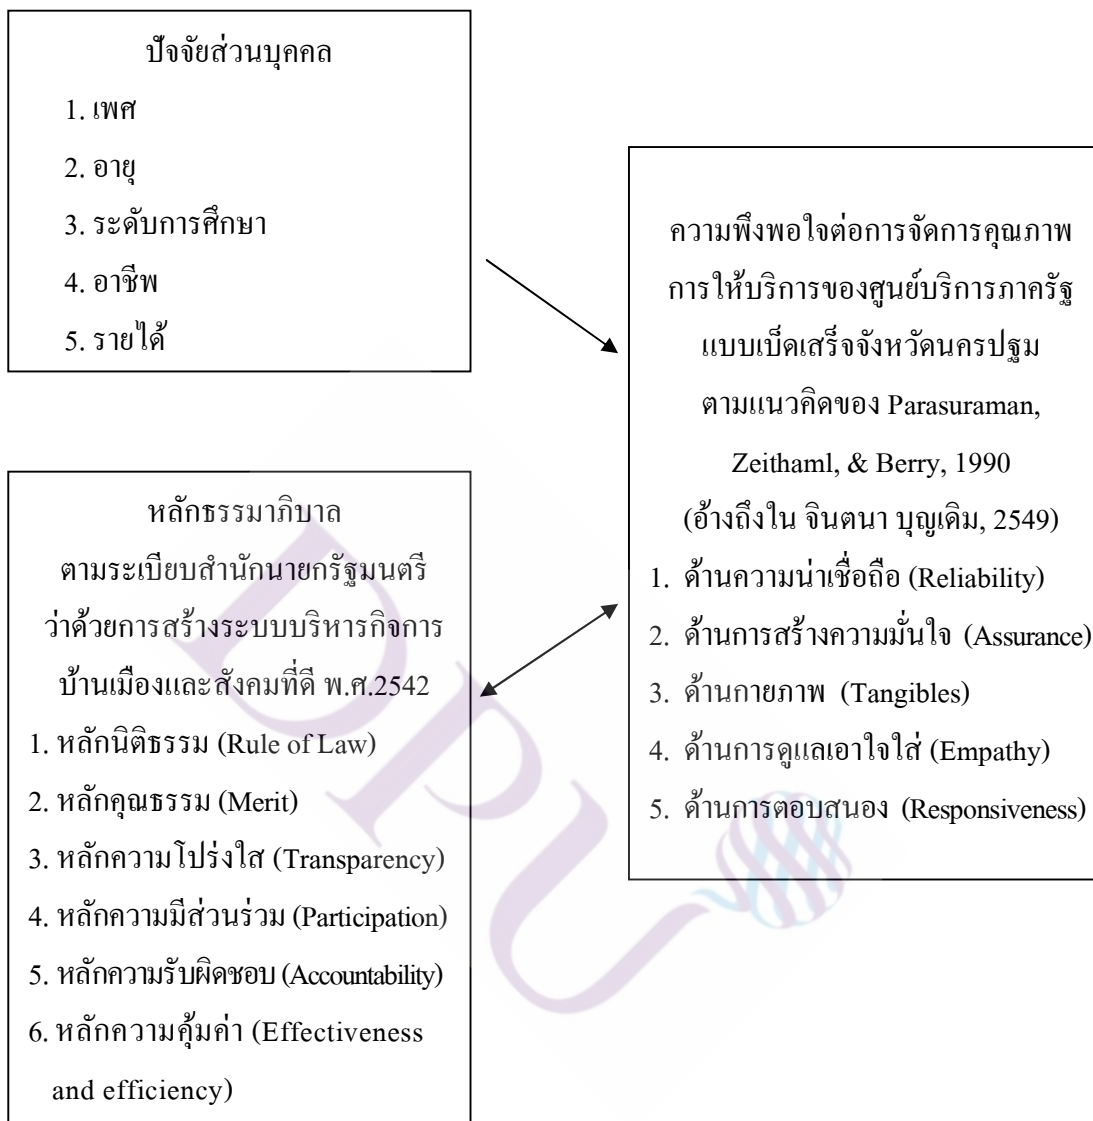 ปัจจัยส่วนบุคคล
1. เพศ
2. อายุ
3. ระดับการศึกษา
4. อาชีพ
5. รายได้
ความพึงพอใจต่อการจัดการคุณภาพ
การให้บริการของศูนย์บริการภาครัฐ
แบบเบ็ดเสร็จจังหวัดนครปฐม
ตามแนวคิดของ Parasuraman,
Zeithaml, & Berry, 1990
(อ้างถึงใน จินตนา บุญเดิม, 2549)
1. ด้านความน่าเชื่อถือ (Reliability)
2. ด้านการสร้างความมั่นใจ (Assurance)
3. ด้านกายภาพ (Tangibles)
4. ด้านการดูแลเอาใจใส่ (Empathy)
5. ด้านการตอบสนอง (Responsiveness)
หลักธรรมาภิบาล
ตามระเบียบสำนักนายกรัฐมนตรี
ว่าด้วยการสร้างระบบบริหารกิจการ
บ้านเมืองและสังคมที่ดี พ.ศ.2542
1. หลักนิติธรรม (Rule of Law)
2. หลักคุณธรรม (Merit)
3. หลักความโปร่งใส (Transparency)
4. หลักความมีส่วนร่วม (Participation)
5. หลักความรับผิดชอบ (Accountability)
6. หลักความคุ้มค่า (Effectiveness
and efficiency)
DPU